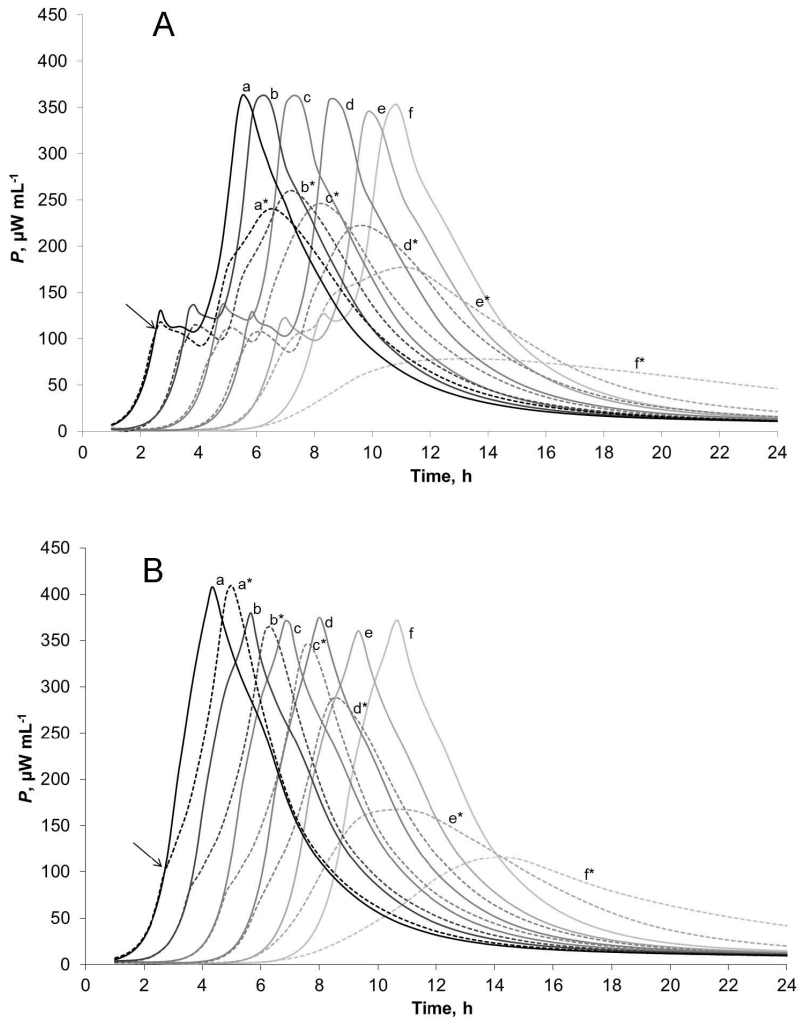 A
450
400
350
300
250
200
150
100
50
0
P, µW mL-1
a
b
c
d
e
f
a*
b*
c*
d*
e*
f*
0 2 4 6 8 10 12 14 16 18 20 22 24
Time, h
B
450
400
350
300
250
200
150
100
50
0
P, µW mL-1
a
a*
b
b*
c
c*
d
d*
e
f
e*
f*
0 2 4 6 8 10 12 14 16 18 20 22 24
Time, h